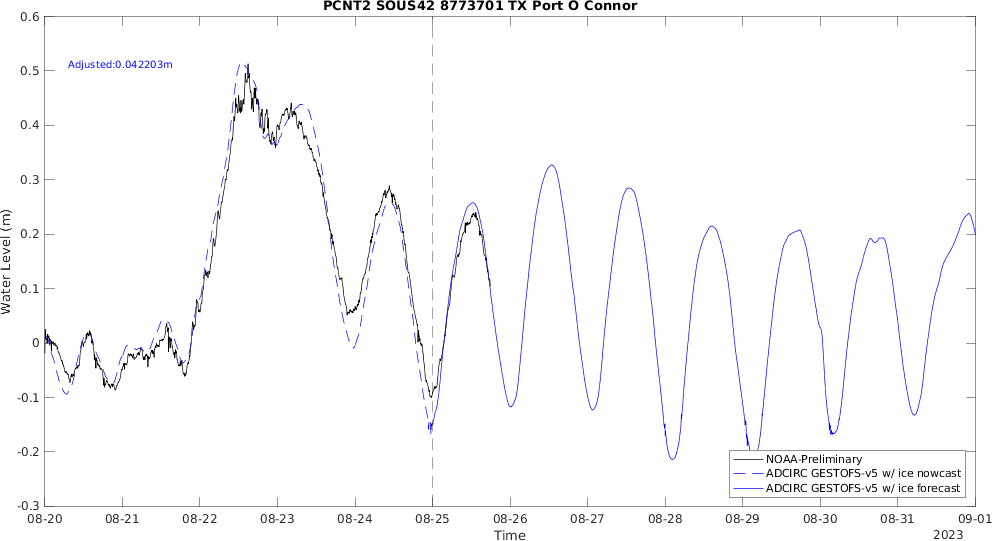 PCNT2 SOUS42 8773701 TX Port O Connor
0.6
Adjusted:0.042203m
0.5
0.4
0.3
0.2
0.1
0
-0.1
-0.2
-0.3
Water Level (m)
NOAA-Preliminary
ADCIRC GESTOFS-v5 w/ ice nowcast
ADCIRC GESTOFS-v5 w/ ice forecast
08-20 08-21 08-22 08-23 08-24 08-25 08-26 08-27 08-28 08-29 08-30 08-31 09-01
Time
2023